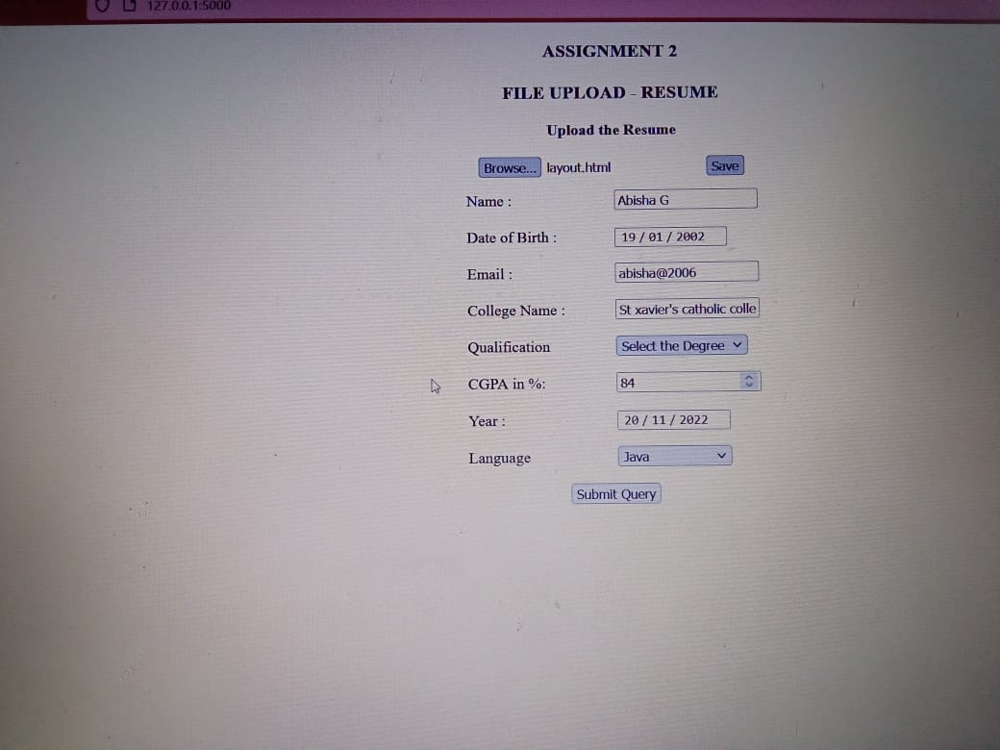 127.0.0.1:5000
ASSIGNMENT 2
FILE UPLOAD - RESUME
Upload the Resume
Browse... layout.html Save
Name : Abisha G
Date of Birth : 19 / 01 / 2002
Email : abisha@2006
College Name : St xavier's catholic colle
Qualification Select the Degree
CGPA in %: 84
Year : 20 / 11 / 2022
Language Java
Submit Query